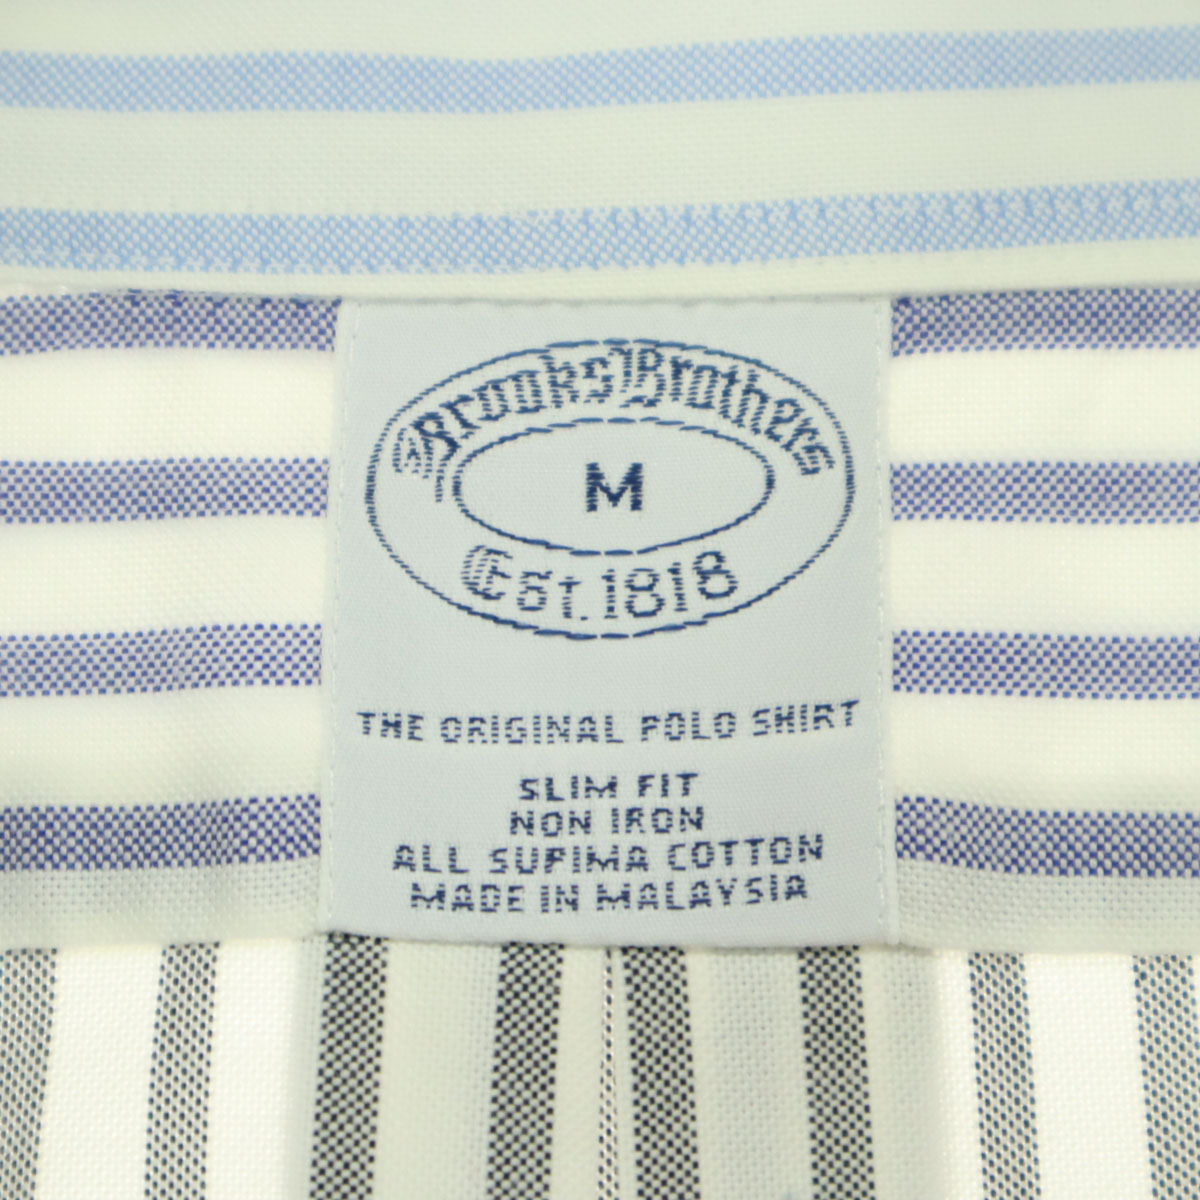 Brooks Brothers
M
Est. 1818
THE ORIGINAL POLO SHIRT
SLIM FIT
NON IRON
ALL SUPIMA COTTON
MADE IN MALAYSIA